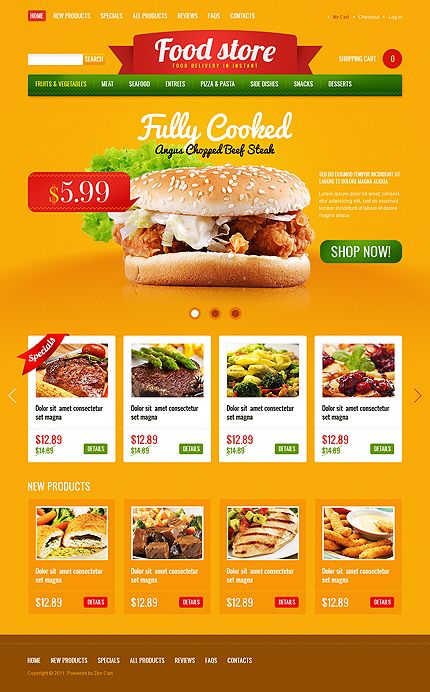 HOME NEW PRODUCTS SPECIALS ALL PRODUCTS REVIEWS FAQS CONTACTS
My Cart Checkout Log In
SEARCH
Food store
FOOD DELIVERY IN INSTANT
SHOPPING CART 0
FRUITS & VEGETABLES MEAT SEAFOOD ENTREES PIZZA & PASTA SIDE DISHES SNACKS DESSERTS
Fully Cooked
Angus Chopped Beef Steak
$5.99
SED DO EIUSMOD TEMPOR INCIDIDUNT UT
LABORE ET DOLORE MAGNA ALIQUA.
Lorem ipsum dolor sit amet, consect
etur adipisicing elit, sed do eiusmod
tempor incididunt ut labore et dolore
magna aliqua
SHOP NOW!
Specials
Dolor sit amet consectetur
set magna
$12.89
$14.89
DETAILS
Dolor sit amet consectetur
set magna
$12.89
$14.89
DETAILS
Dolor sit amet consectetur
set magna
$12.89
$14.89
DETAILS
Dolor sit amet consectetur
set magna
$12.89
$14.89
DETAILS
NEW PRODUCTS
Dolor sit amet consectetur
set magna
$12.89 DETAILS
Dolor sit amet consectetur
set magna
$12.89 DETAILS
Dolor sit amet consectetur
set magna
$12.89 DETAILS
Dolor sit amet consectetur
set magna
$12.89 DETAILS
HOME NEW PRODUCTS SPECIALS ALL PRODUCTS REVIEWS FAQS CONTACTS
Copyright © 2011. Powered by Zen Cart